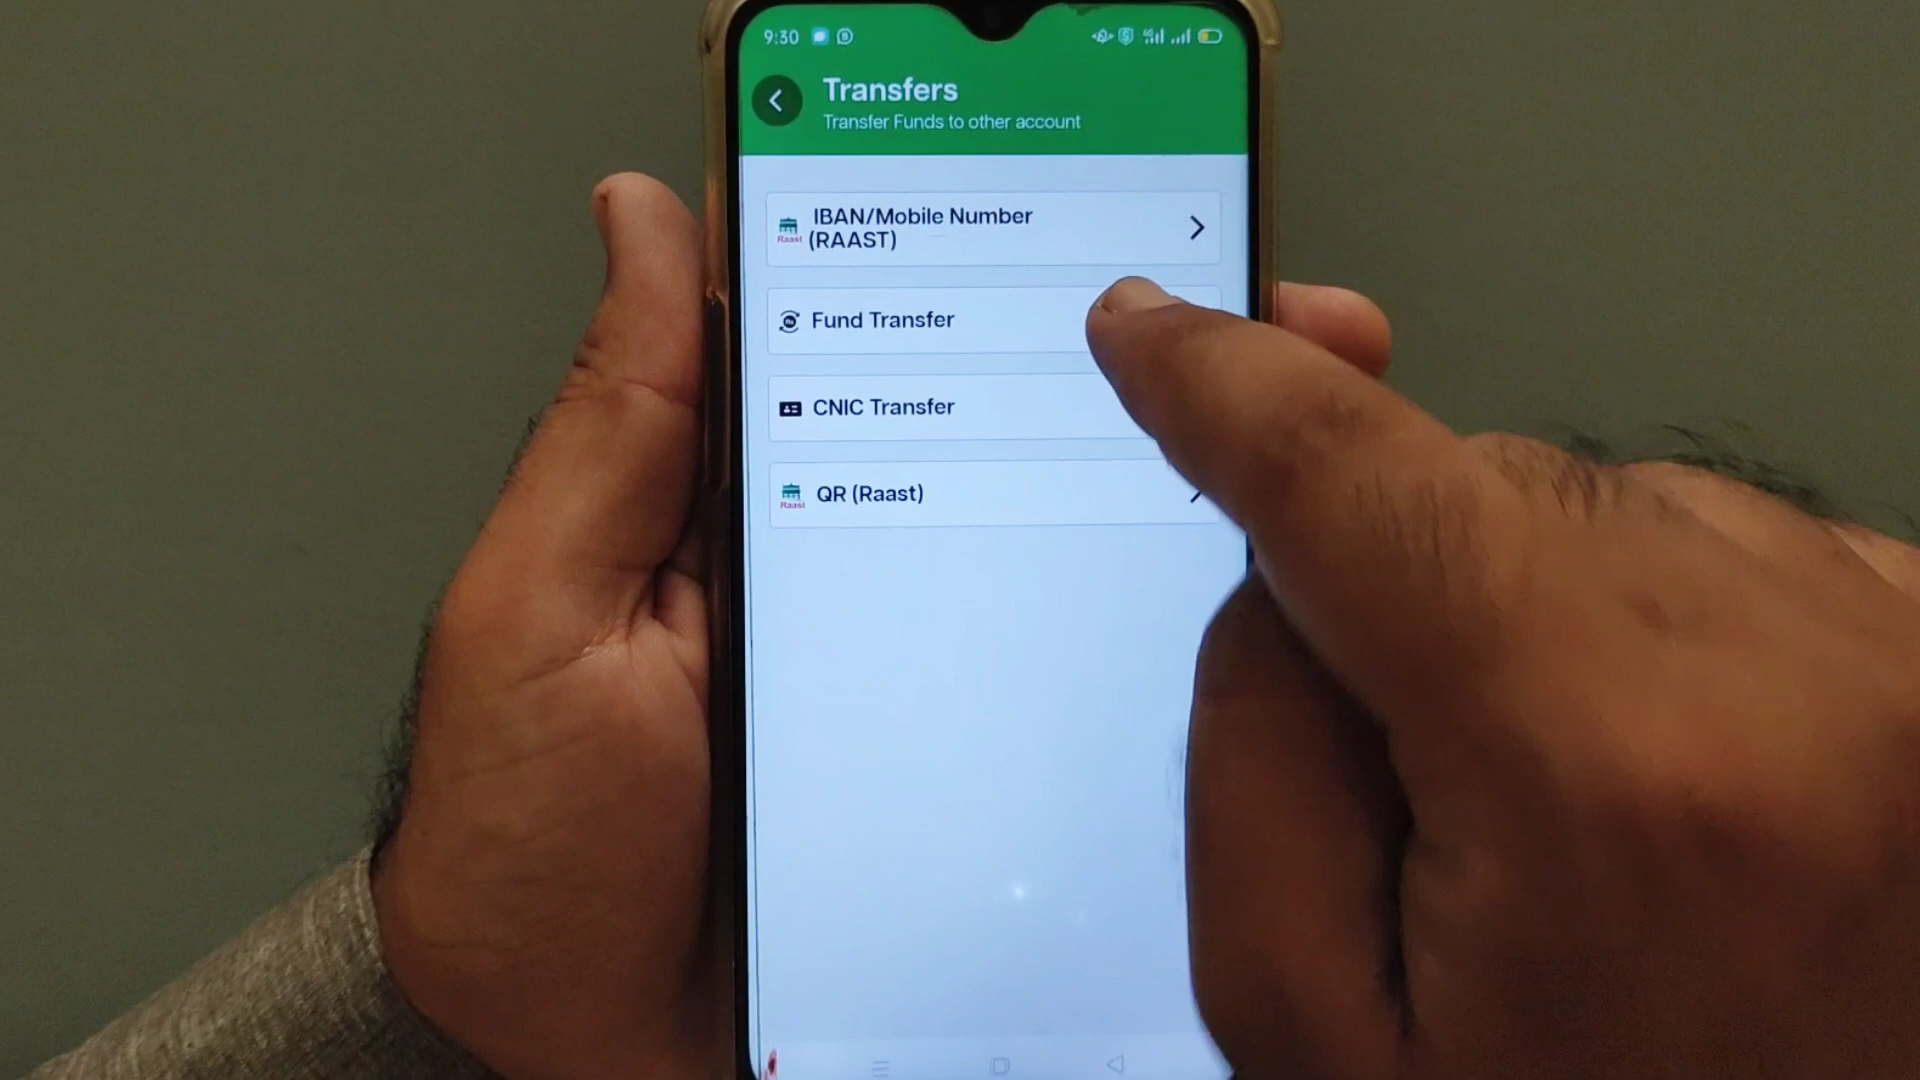 9:30
Transfers
Transfer Funds to other account
IBAN/Mobile Number
Raast (RAAST)
Fund Transfer
CNIC Transfer
QR (Raast)
Raast